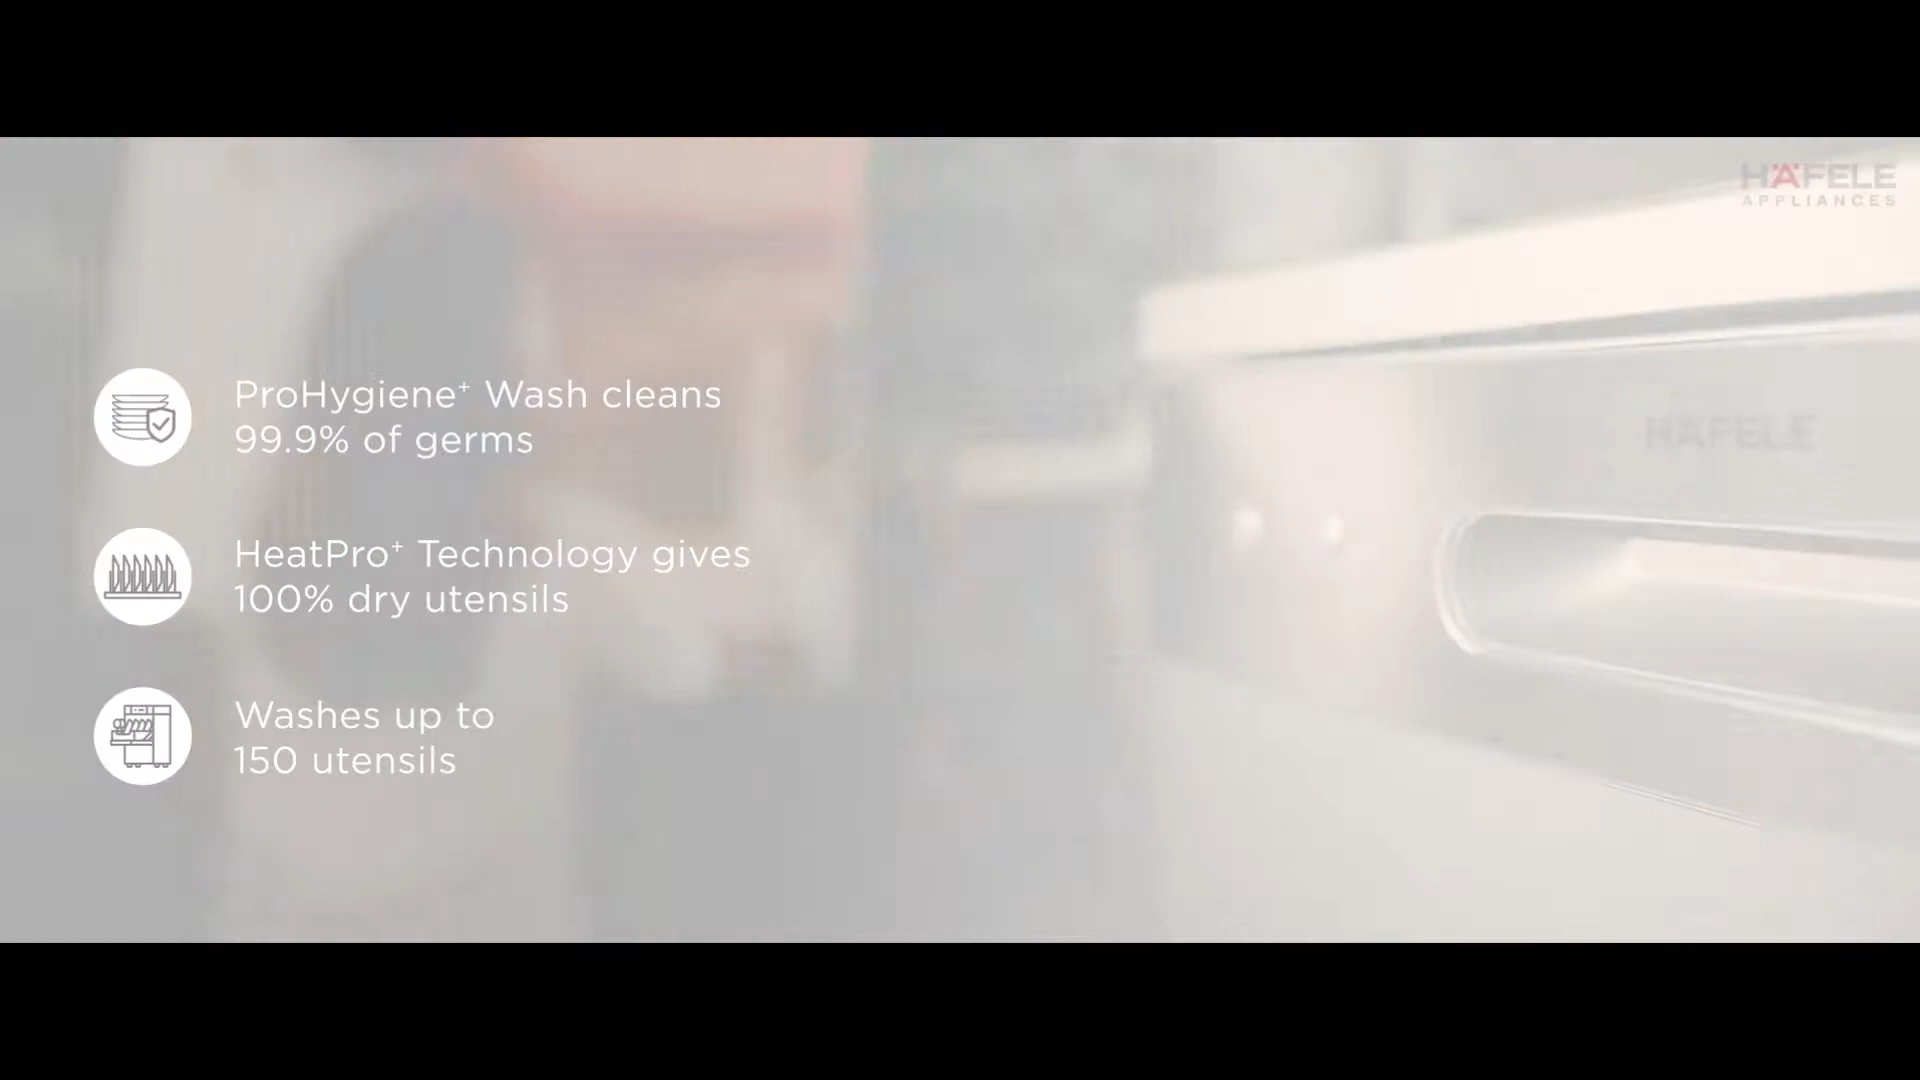 HÄFELE
APPLIANCES
HÄFELE
ProHygiene⁺ Wash cleans
99.9% of germs
HeatPro⁺ Technology gives
100% dry utensils
Washes up to
150 utensils